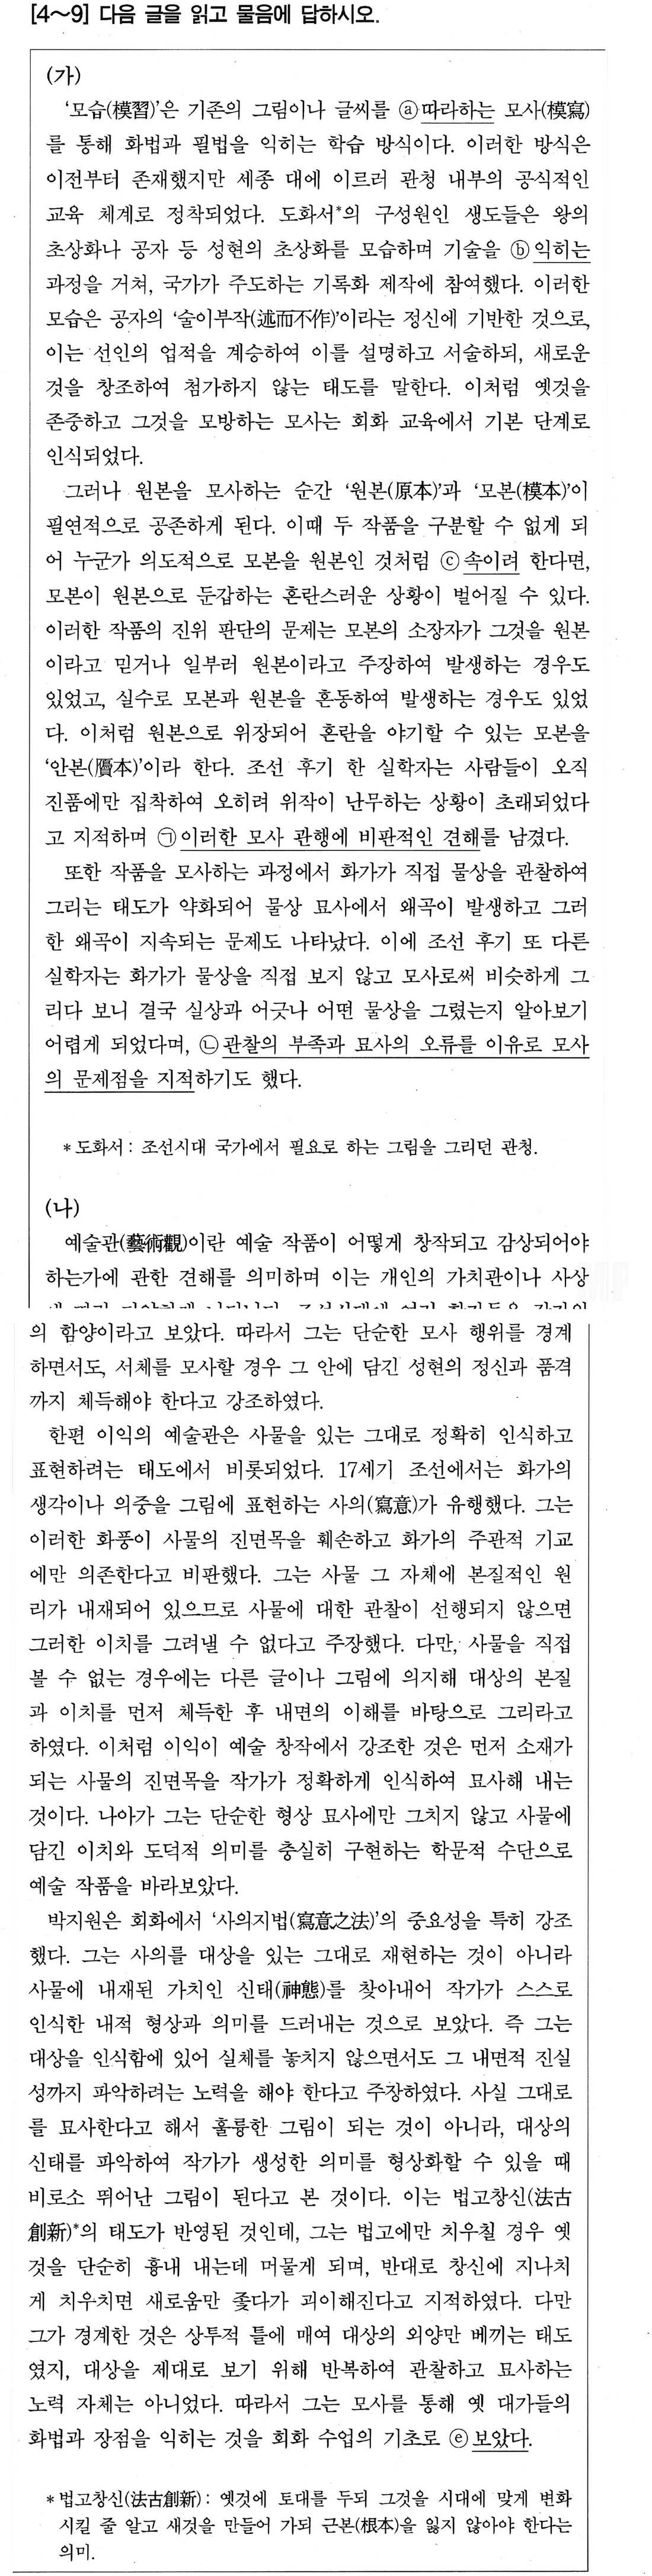 [4～9] 다음 글을 읽고 물음에 답하시오.
(가)
‘모습(模習)’은 기존의 그림이나 글씨를 ⓐ따라하는 모사(模寫)
를 통해 화법과 필법을 익히는 학습 방식이다. 이러한 방식은
이전부터 존재했지만 세종 대에 이르러 관청 내부의 공식적인
교육 체계로 정착되었다. 도화서*의 구성원인 생도들은 왕의
초상화나 공자 등 성현의 초상화를 모습하며 기술을 ⓑ익히는
과정을 거쳐, 국가가 주도하는 기록화 제작에 참여했다. 이러한
모습은 공자의 ‘술이부작(述而不作)’이라는 정신에 기반한 것으로,
이는 선인의 업적을 계승하여 이를 설명하고 서술하되, 새로운
것을 창조하여 첨가하지 않는 태도를 말한다. 이처럼 옛것을
존중하고 그것을 모방하는 모사는 회화 교육에서 기본 단계로
인식되었다.
그러나 원본을 모사하는 순간 ‘원본(原本)’과 ‘모본(模本)’이
필연적으로 공존하게 된다. 이때 두 작품을 구분할 수 없게 되
어 누군가 의도적으로 모본을 원본인 것처럼 ⓒ속이려 한다면,
모본이 원본으로 둔갑하는 혼란스러운 상황이 벌어질 수 있다.
이러한 작품의 진위 판단의 문제는 모본의 소장자가 그것을 원본
이라고 믿거나 일부러 원본이라고 주장하여 발생하는 경우도
있었고, 실수로 모본과 원본을 혼동하여 발생하는 경우도 있었
다. 이처럼 원본으로 위장되어 혼란을 야기할 수 있는 모본을
‘안본(贋本)’이라 한다. 조선 후기 한 실학자는 사람들이 오직
진품에만 집착하여 오히려 위작이 난무하는 상황이 초래되었다
고 지적하며 ㉠이러한 모사 관행에 비판적인 견해를 남겼다.
또한 작품을 모사하는 과정에서 화가가 직접 물상을 관찰하여
그리는 태도가 약화되어 물상 묘사에서 왜곡이 발생하고 그러
한 왜곡이 지속되는 문제도 나타났다. 이에 조선 후기 또 다른
실학자는 화가가 물상을 직접 보지 않고 모사로써 비슷하게 그
리다 보니 결국 실상과 어긋나 어떤 물상을 그렸는지 알아보기
어렵게 되었다며, ㉡관찰의 부족과 묘사의 오류를 이유로 모사
의 문제점을 지적하기도 했다.
*도화서: 조선시대 국가에서 필요로 하는 그림을 그리던 관청.
(나)
예술관(藝術觀)이란 예술 작품이 어떻게 창작되고 감상되어야
하는가에 관한 견해를 의미하며 이는 개인의 가치관이나 사상
의 함양이라고 보았다. 따라서 그는 단순한 모사 행위를 경계
하면서도, 서체를 모사할 경우 그 안에 담긴 성현의 정신과 품격
까지 체득해야 한다고 강조하였다.
한편 이익의 예술관은 사물을 있는 그대로 정확히 인식하고
표현하려는 태도에서 비롯되었다. 17세기 조선에서는 화가의
생각이나 의중을 그림에 표현하는 사의(寫意)가 유행했다. 그는
이러한 화풍이 사물의 진면목을 훼손하고 화가의 주관적 기교
에만 의존한다고 비판했다. 그는 사물 그 자체에 본질적인 원
리가 내재되어 있으므로 사물에 대한 관찰이 선행되지 않으면
그러한 이치를 그려낼 수 없다고 주장했다. 다만, 사물을 직접
볼 수 없는 경우에는 다른 글이나 그림에 의지해 대상의 본질
과 이치를 먼저 체득한 후 내면의 이해를 바탕으로 그리라고
하였다. 이처럼 이익이 예술 창작에서 강조한 것은 먼저 소재가
되는 사물의 진면목을 작가가 정확하게 인식하여 묘사해 내는
것이다. 나아가 그는 단순한 형상 묘사에만 그치지 않고 사물에
담긴 이치와 도덕적 의미를 충실히 구현하는 학문적 수단으로
예술 작품을 바라보았다.
박지원은 회화에서 ‘사의지법(寫意之法)’의 중요성을 특히 강조
했다. 그는 사의를 대상을 있는 그대로 재현하는 것이 아니라
사물에 내재된 가치인 신태(神態)를 찾아내어 작가가 스스로
인식한 내적 형상과 의미를 드러내는 것으로 보았다. 즉 그는
대상을 인식함에 있어 실체를 놓치지 않으면서도 그 내면적 진실
성까지 파악하려는 노력을 해야 한다고 주장하였다. 사실 그대로
를 묘사한다고 해서 훌륭한 그림이 되는 것이 아니라, 대상의
신태를 파악하여 작가가 생성한 의미를 형상화할 수 있을 때
비로소 뛰어난 그림이 된다고 본 것이다. 이는 법고창신(法古
創新)*의 태도가 반영된 것인데, 그는 법고에만 치우칠 경우 옛
것을 단순히 흉내 내는데 머물게 되며, 반대로 창신에 지나치
게 치우치면 새로움만 좇다가 괴이해진다고 지적하였다. 다만
그가 경계한 것은 상투적 틀에 매여 대상의 외양만 베끼는 태도
였지, 대상을 제대로 보기 위해 반복하여 관찰하고 묘사하는
노력 자체는 아니었다. 따라서 그는 모사를 통해 옛 대가들의
화법과 장점을 익히는 것을 회화 수업의 기초로 ⓔ보았다.
*법고창신(法古創新): 옛것에 토대를 두되 그것을 시대에 맞게 변화
시킬 줄 알고 새것을 만들어 가되 근본(根本)을 잃지 않아야 한다는
의미.